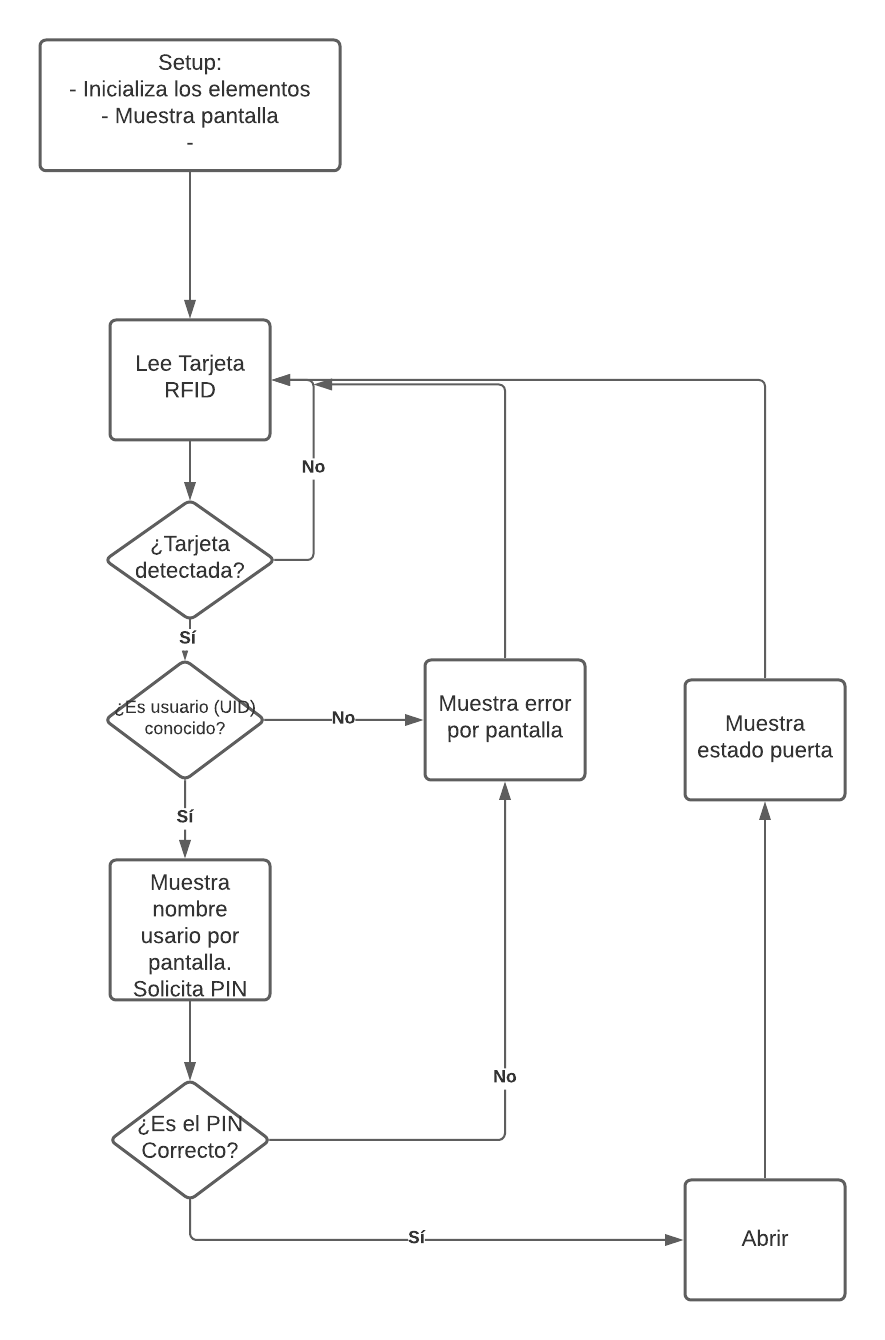 Setup:
- Inicializa los elementos
- Muestra pantalla
-
Lee Tarjeta
RFID
No
¿Tarjeta
detectada?
Sí
¿Es usuario (UID)
conocido?
No
Muestra error
por pantalla
Muestra
estado puerta
Sí
Muestra
nombre
usario por
pantalla.
Solicita PIN
No
¿Es el PIN
Correcto?
Sí
Abrir